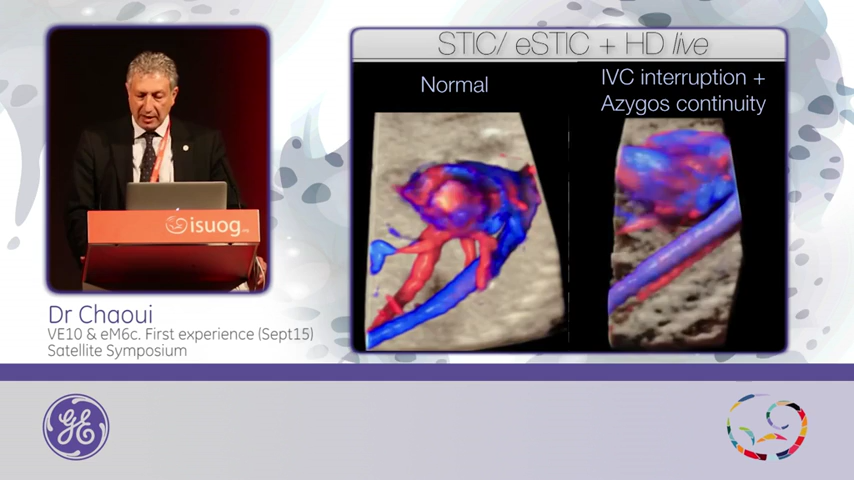 STIC/ eSTIC + HD live
Normal
IVC interruption +
Azygos continuity
isuog
Dr Chaoui
VE10 & eM6c. First experience (Sept15)
Satellite Symposium
GE